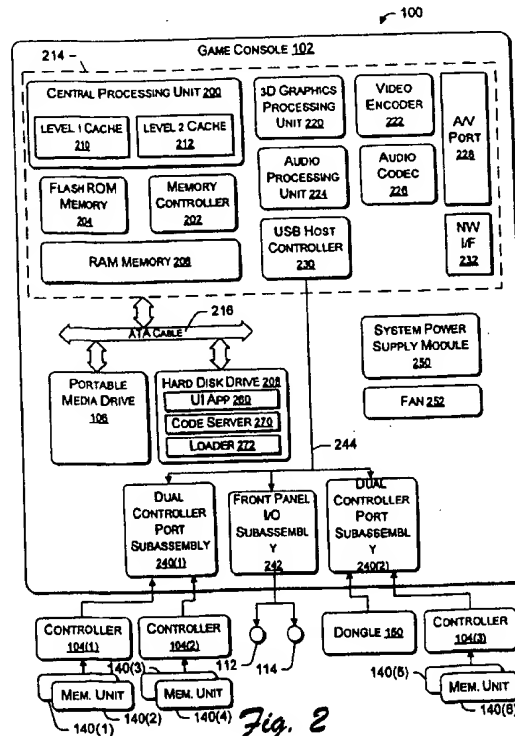 100
214
GAME CONSOLE 102
CENTRAL PROCESSING UNIT 200
LEVEL 1 CACHE
210
LEVEL 2 CACHE
212
3D GRAPHICS
PROCESSING
UNIT 220
VIDEO
ENCODER
222
A/V
PORT
228
FLASH ROM
MEMORY
204
MEMORY
CONTROLLER
202
AUDIO
PROCESSING
UNIT 224
AUDIO CODEC
226
RAM MEMORY 206
USB HOST
CONTROLLER
230
NW
I/F
232
216
ATA CABLE
PORTABLE
MEDIA DRIVE
106
HARD DISK DRIVE 208
UI APP 260
CODE SERVER 270
LOADER 272
SYSTEM POWER
SUPPLY MODULE
250
FAN 252
244
DUAL
CONTROLLER
PORT
SUBASSEMBLY
240(1)
FRONT PANEL
I/O
SUBASSEMBL
Y
242
DUAL
CONTROLLER
PORT
SUBASSEMBL
Y
240(2)
CONTROLLER
104(1)
CONTROLLER
104(2)
112
114
DONGLE 150
CONTROLLER
104(3)
140(3)
140(5)
MEM. UNIT
MEM. UNIT
MEM. UNIT
140(2)
140(1)
140(4)
140(6)
Fig. 2